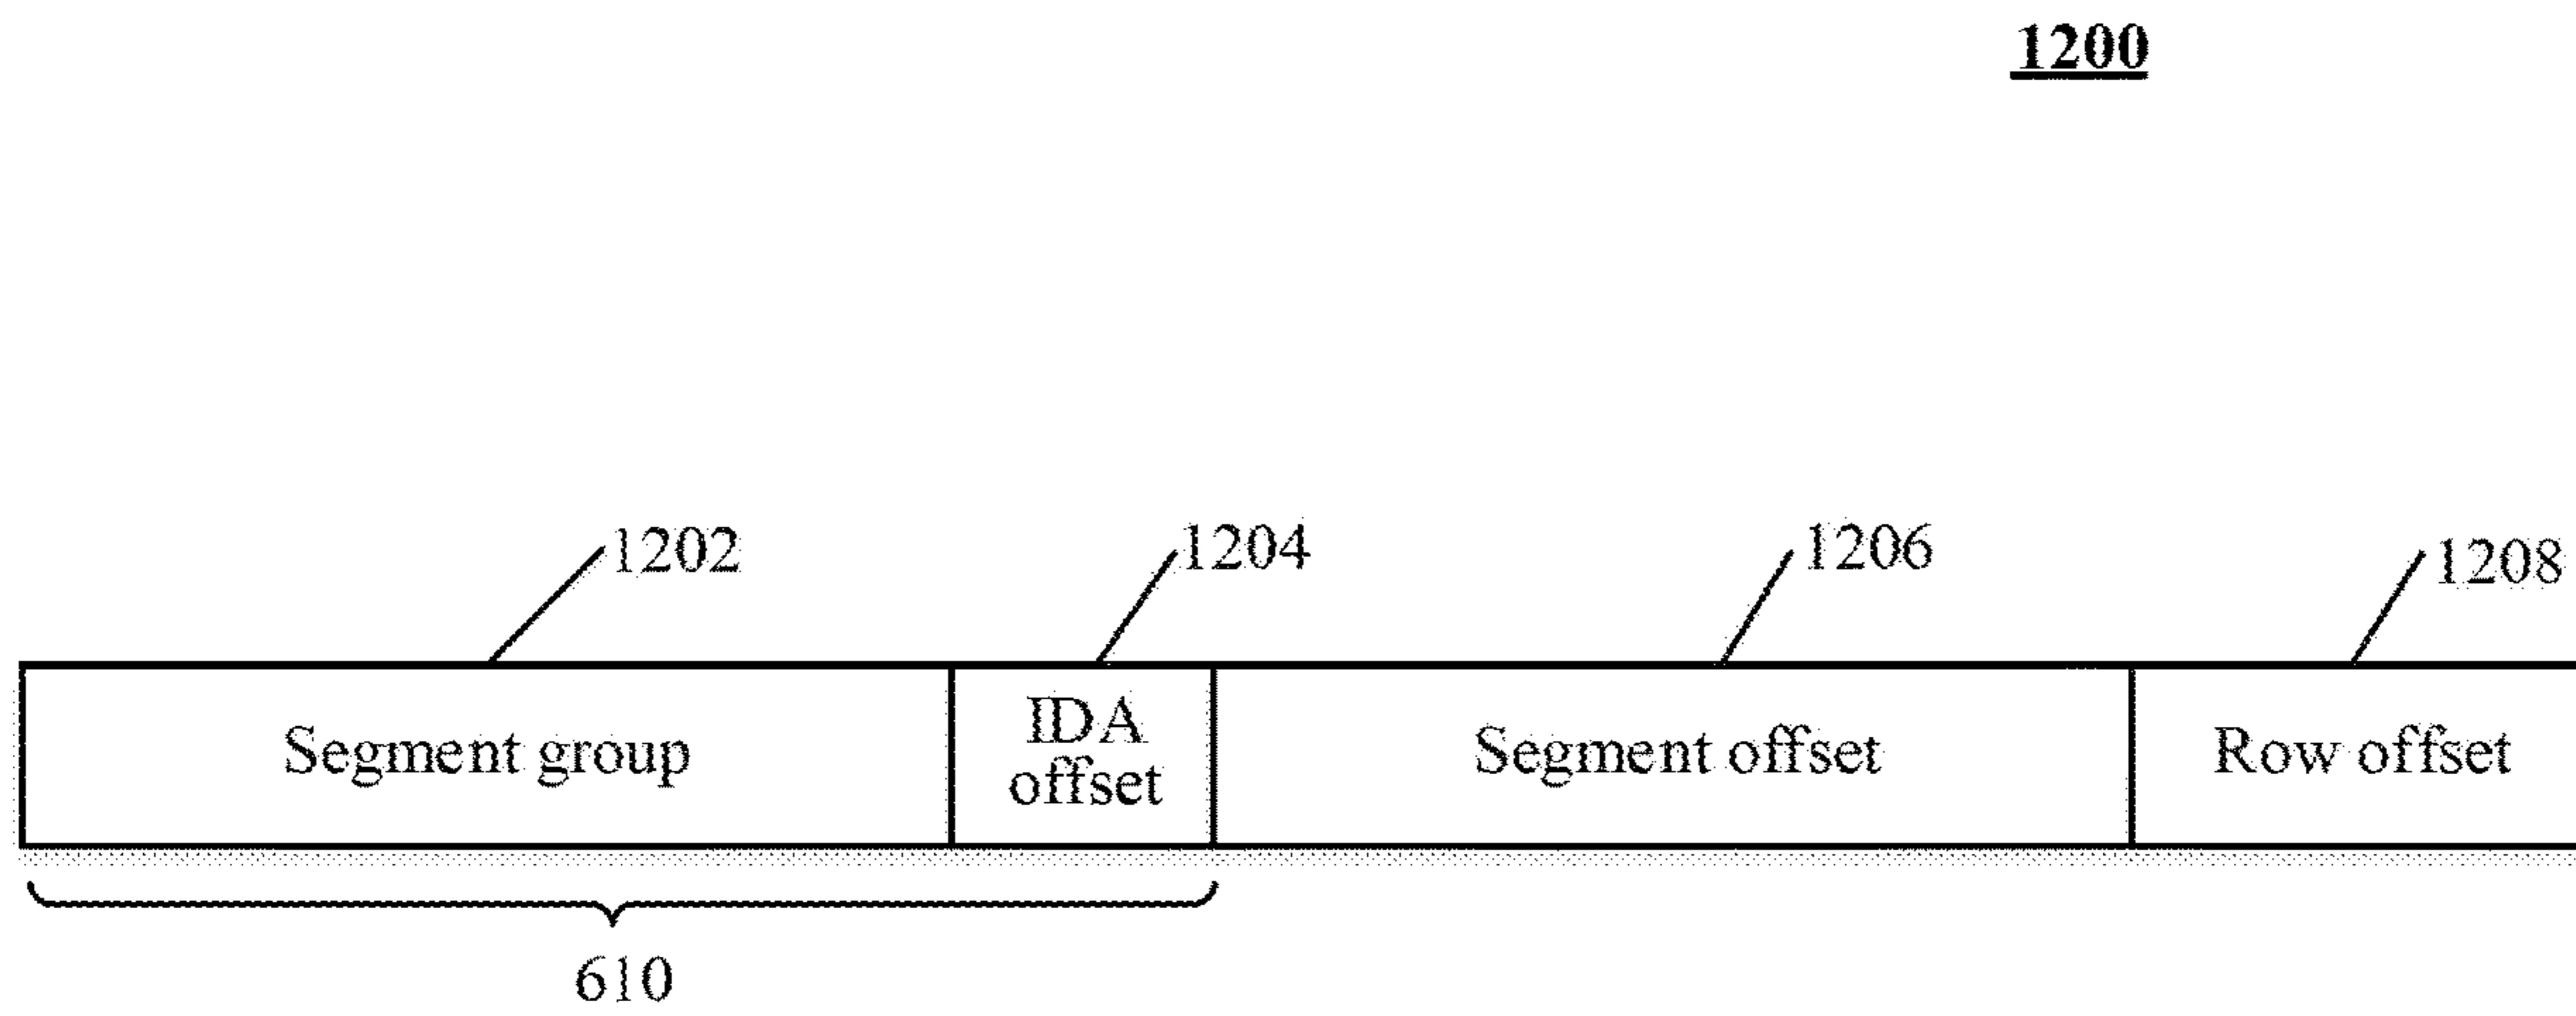 1200
1202
1204
1206
1208
Segment group
IDA
offset
Segment offset
Row offset
610